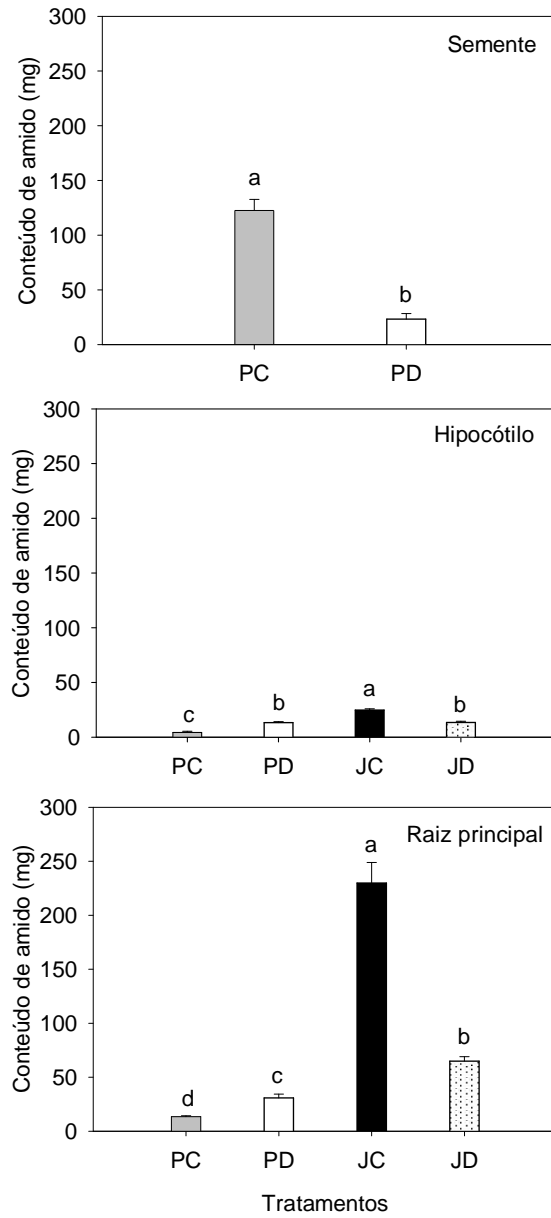 300
Semente
250
200
150
a
100
50
b
0
PC PD
Conteúdo de amido (mg)
300
Hipocótilo
250
200
150
100
50
c b a b
0
PC PD JC JD
Conteúdo de amido (mg)
300
Raiz principal
a
250
200
150
100
b
50
d c
0
PC PD JC JD
Conteúdo de amido (mg)
Tratamentos